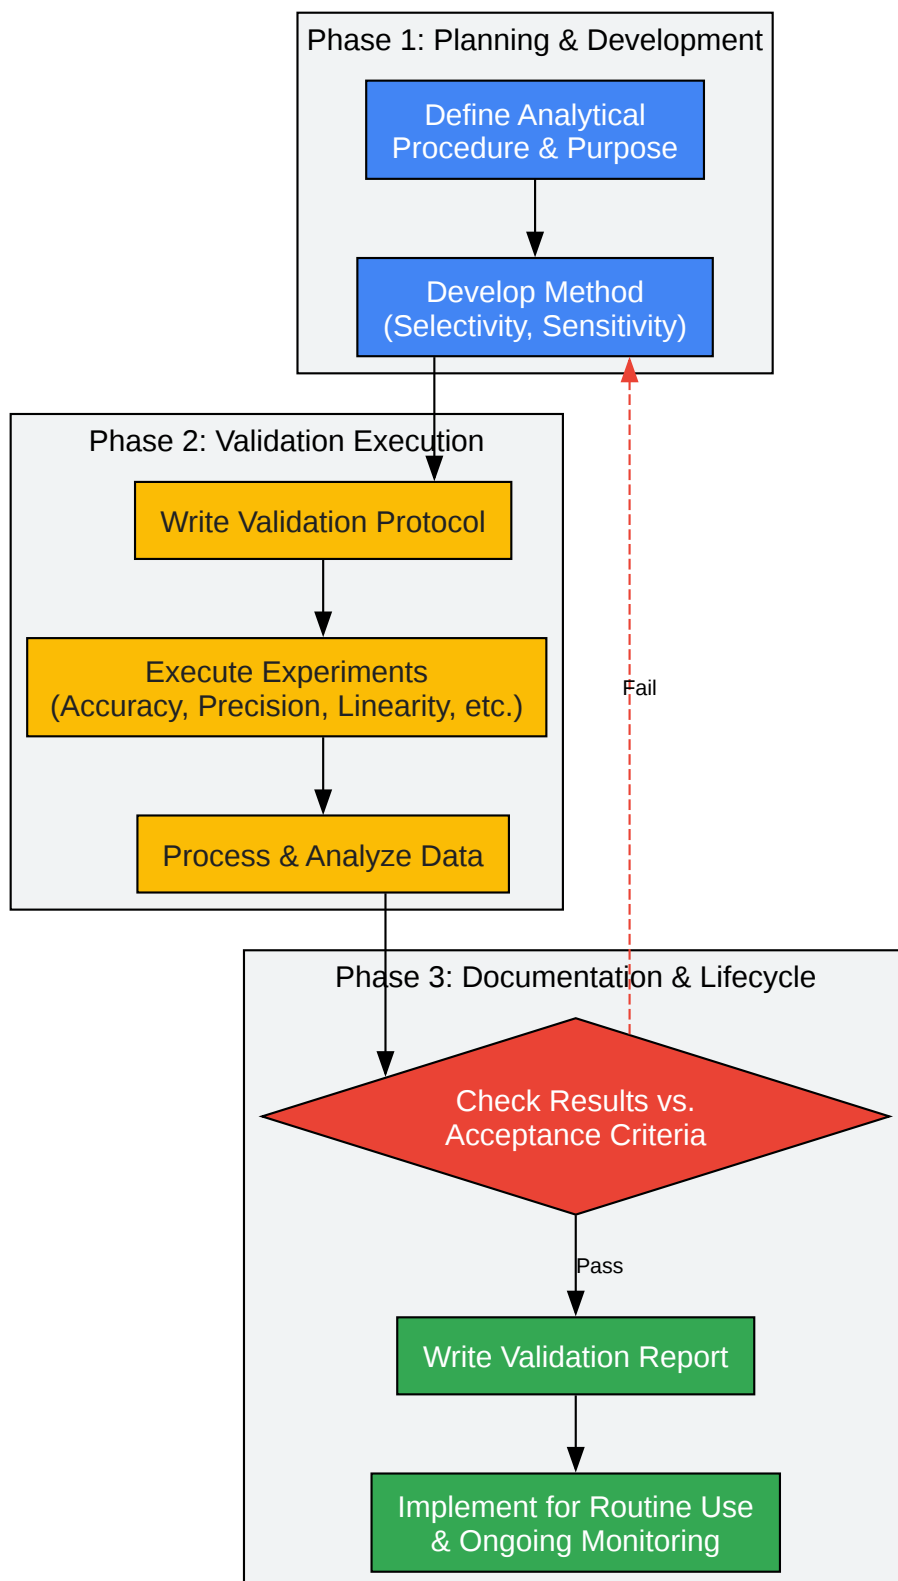 Phase 1: Planning & Development
Define Analytical
Procedure & Purpose
Develop Method
(Selectivity, Sensitivity)
Phase 2: Validation Execution
Write Validation Protocol
Execute Experiments
(Accuracy, Precision, Linearity, etc.)
Fail
Process & Analyze Data
Phase 3: Documentation & Lifecycle
Check Results vs.
Acceptance Criteria
Pass
Write Validation Report
Implement for Routine Use
& Ongoing Monitoring